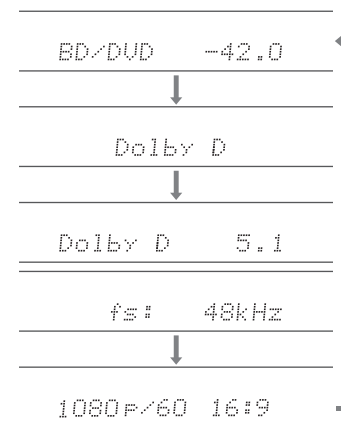 BD/DVD -42.0
Dolby D
Dolby D 5.1
fs: 48kHz
1080p/60 16:9